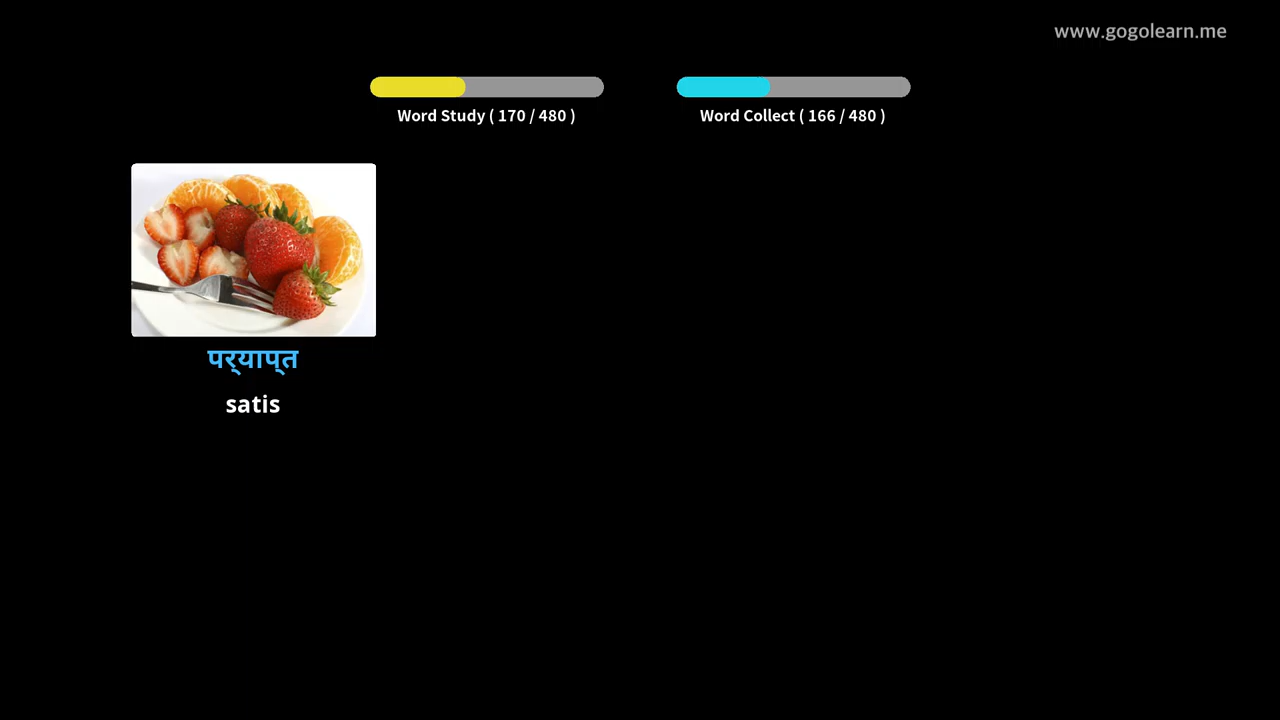 www.gogolearn.me
Word Study ( 170 / 480 )
Word Collect ( 166 / 480 )
पर्‍याप्‍त
satis